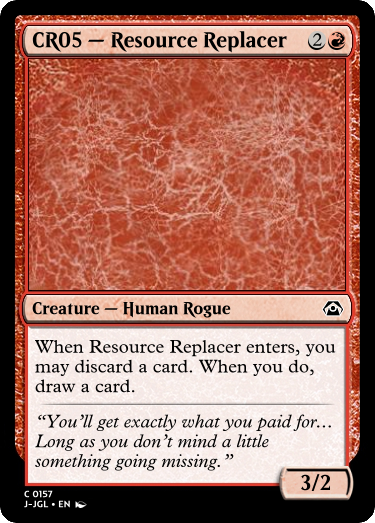 CR05 — Resource Replacer 2
Creature — Human Rogue
When Resource Replacer enters, you
may discard a card. When you do,
draw a card.
“You’ll get exactly what you paid for…
Long as you don’t mind a little
something going missing.”
3/2
C 0157
J-JGL • EN